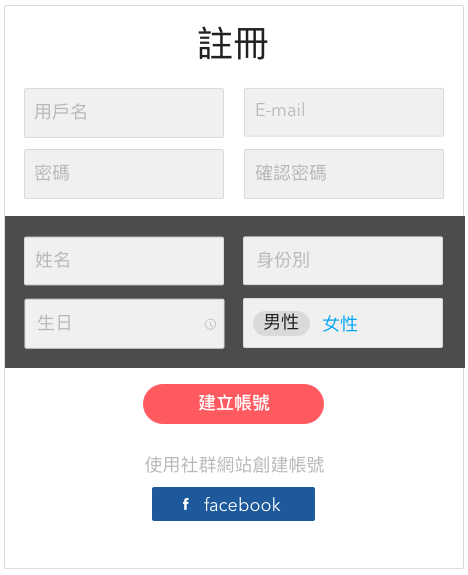 註冊
用戶名
E-mail
密碼
確認密碼
姓名
身份別
生日
男性 女性
建立帳號
使用社群網站創建帳號
f facebook